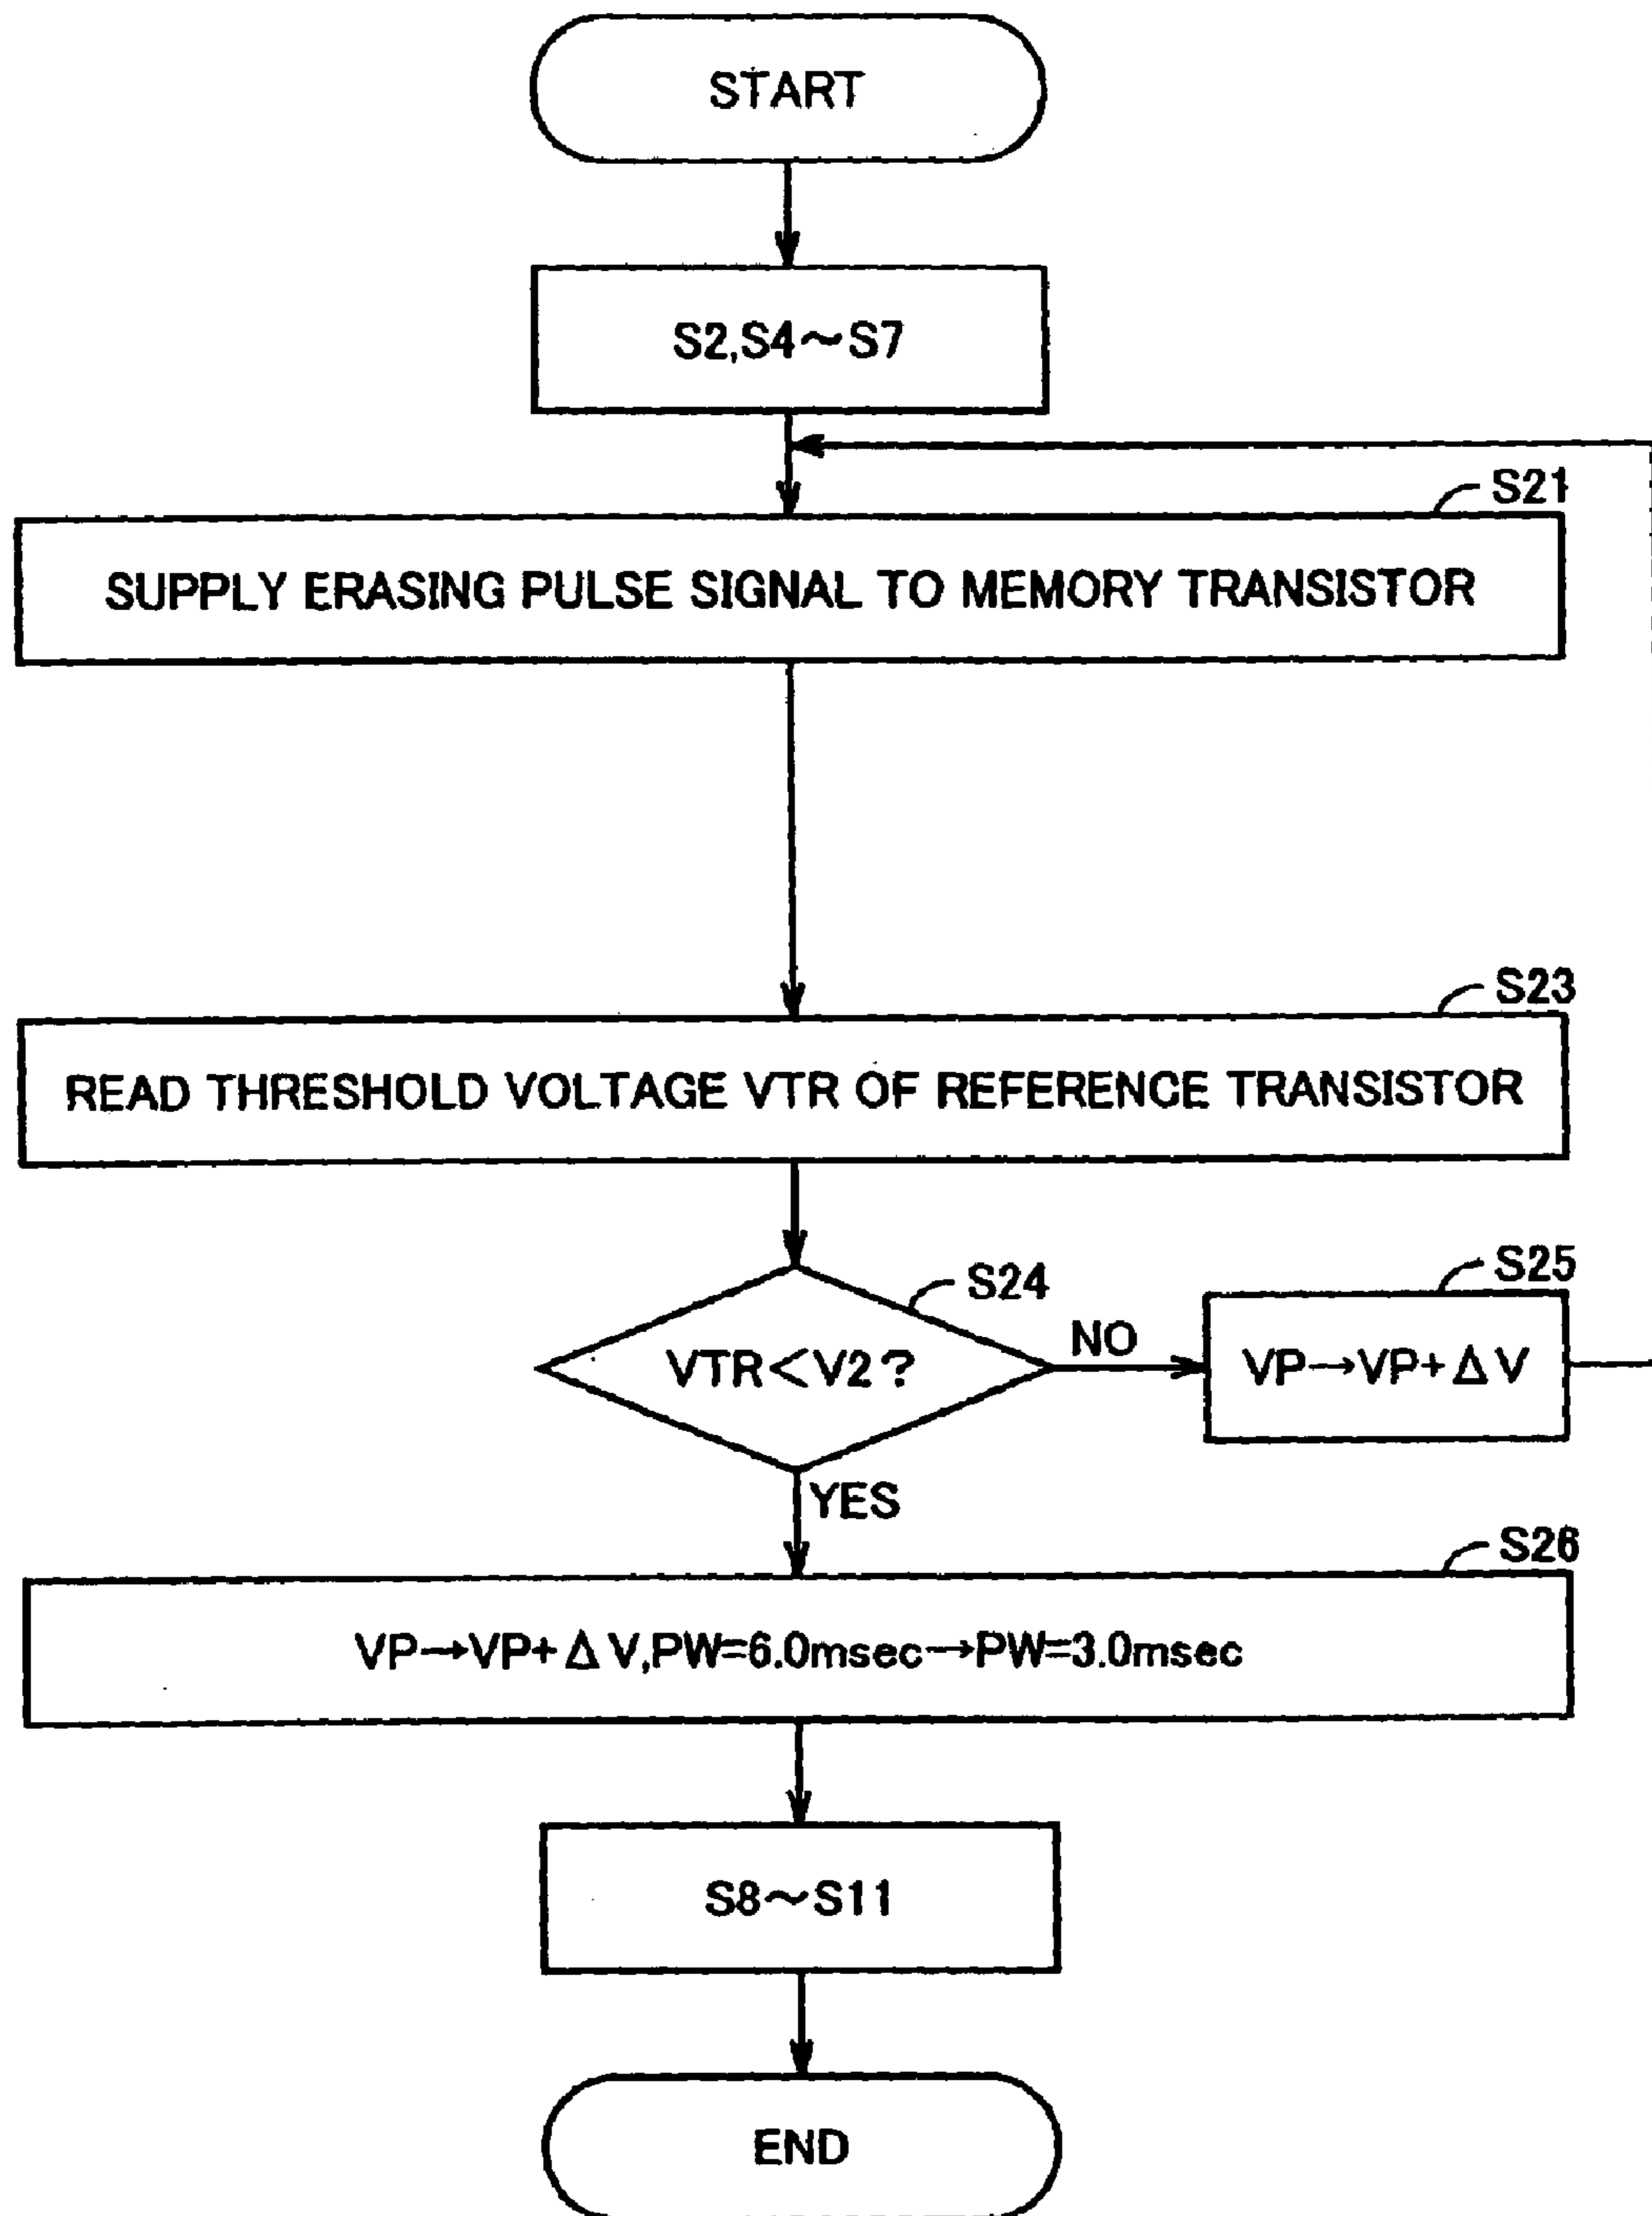 START
S2,S4～S7
S21
SUPPLY ERASING PULSE SIGNAL TO MEMORY TRANSISTOR
S23
READ THRESHOLD VOLTAGE VTR OF REFERENCE TRANSISTOR
S24
VTR<V2?
NO
S25
VP→VP+ΔV
YES
S26
VP→VP+ΔV,PW=6.0msec→PW=3.0msec
S8～S11
END